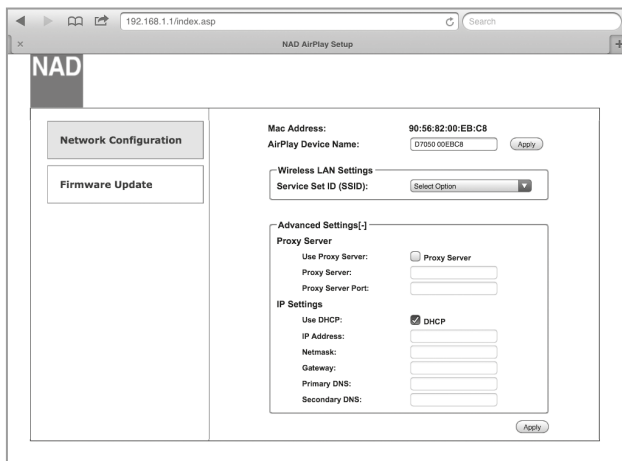 192.168.1.1/index.asp
Search
NAD AirPlay Setup
NAD
Network Configuration
Firmware Update
Mac Address: 90:56:82:00:EB:C8
AirPlay Device Name: D7050 00EBC8 Apply
Wireless LAN Settings
Service Set ID (SSID): Select Option
Advanced Settings[-]
Proxy Server
Use Proxy Server: Proxy Server
Proxy Server:
Proxy Server Port:
IP Settings
Use DHCP: DHCP
IP Address:
Netmask:
Gateway:
Primary DNS:
Secondary DNS:
Apply